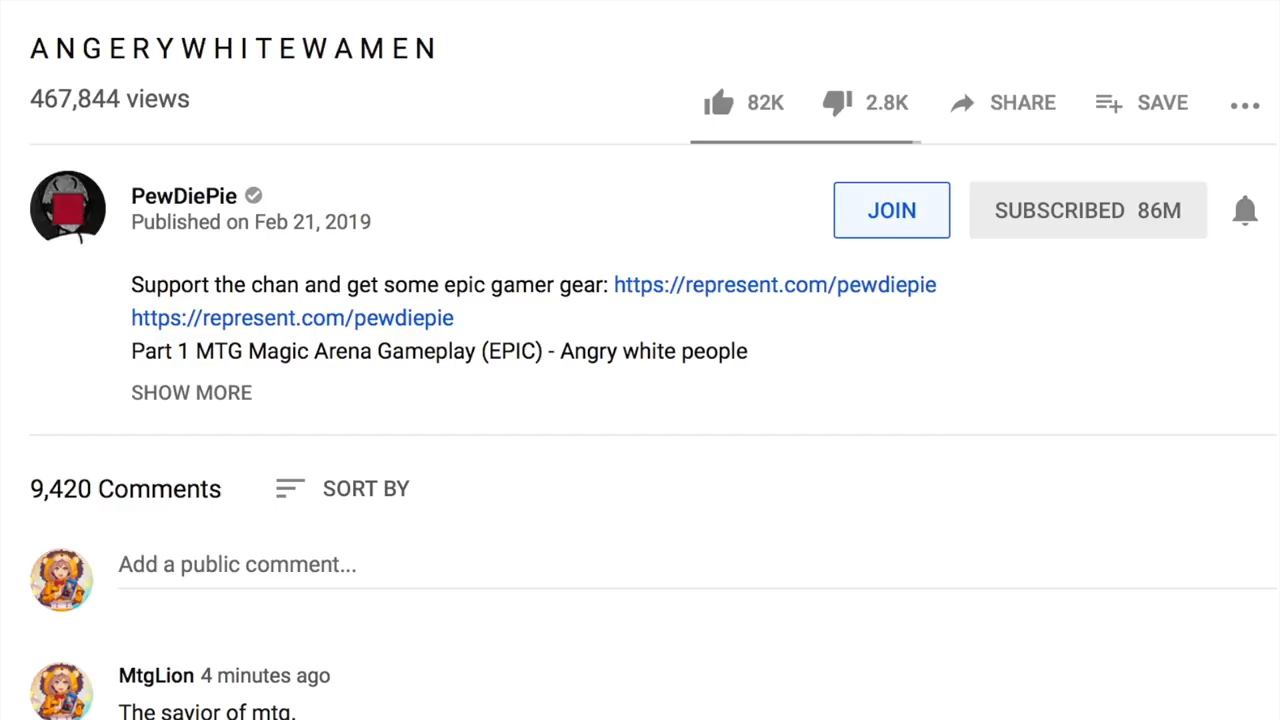 A N G E R Y W H I T E W A M E N
467,844 views
82K 2.8K SHARE SAVE
PewDiePie
Published on Feb 21, 2019
JOIN SUBSCRIBED 86M
Support the chan and get some epic gamer gear: https://represent.com/pewdiepie
https://represent.com/pewdiepie
Part 1 MTG Magic Arena Gameplay (EPIC) - Angry white people
SHOW MORE
9,420 Comments SORT BY
Add a public comment...
MtgLion 4 minutes ago
The savior of mtg.